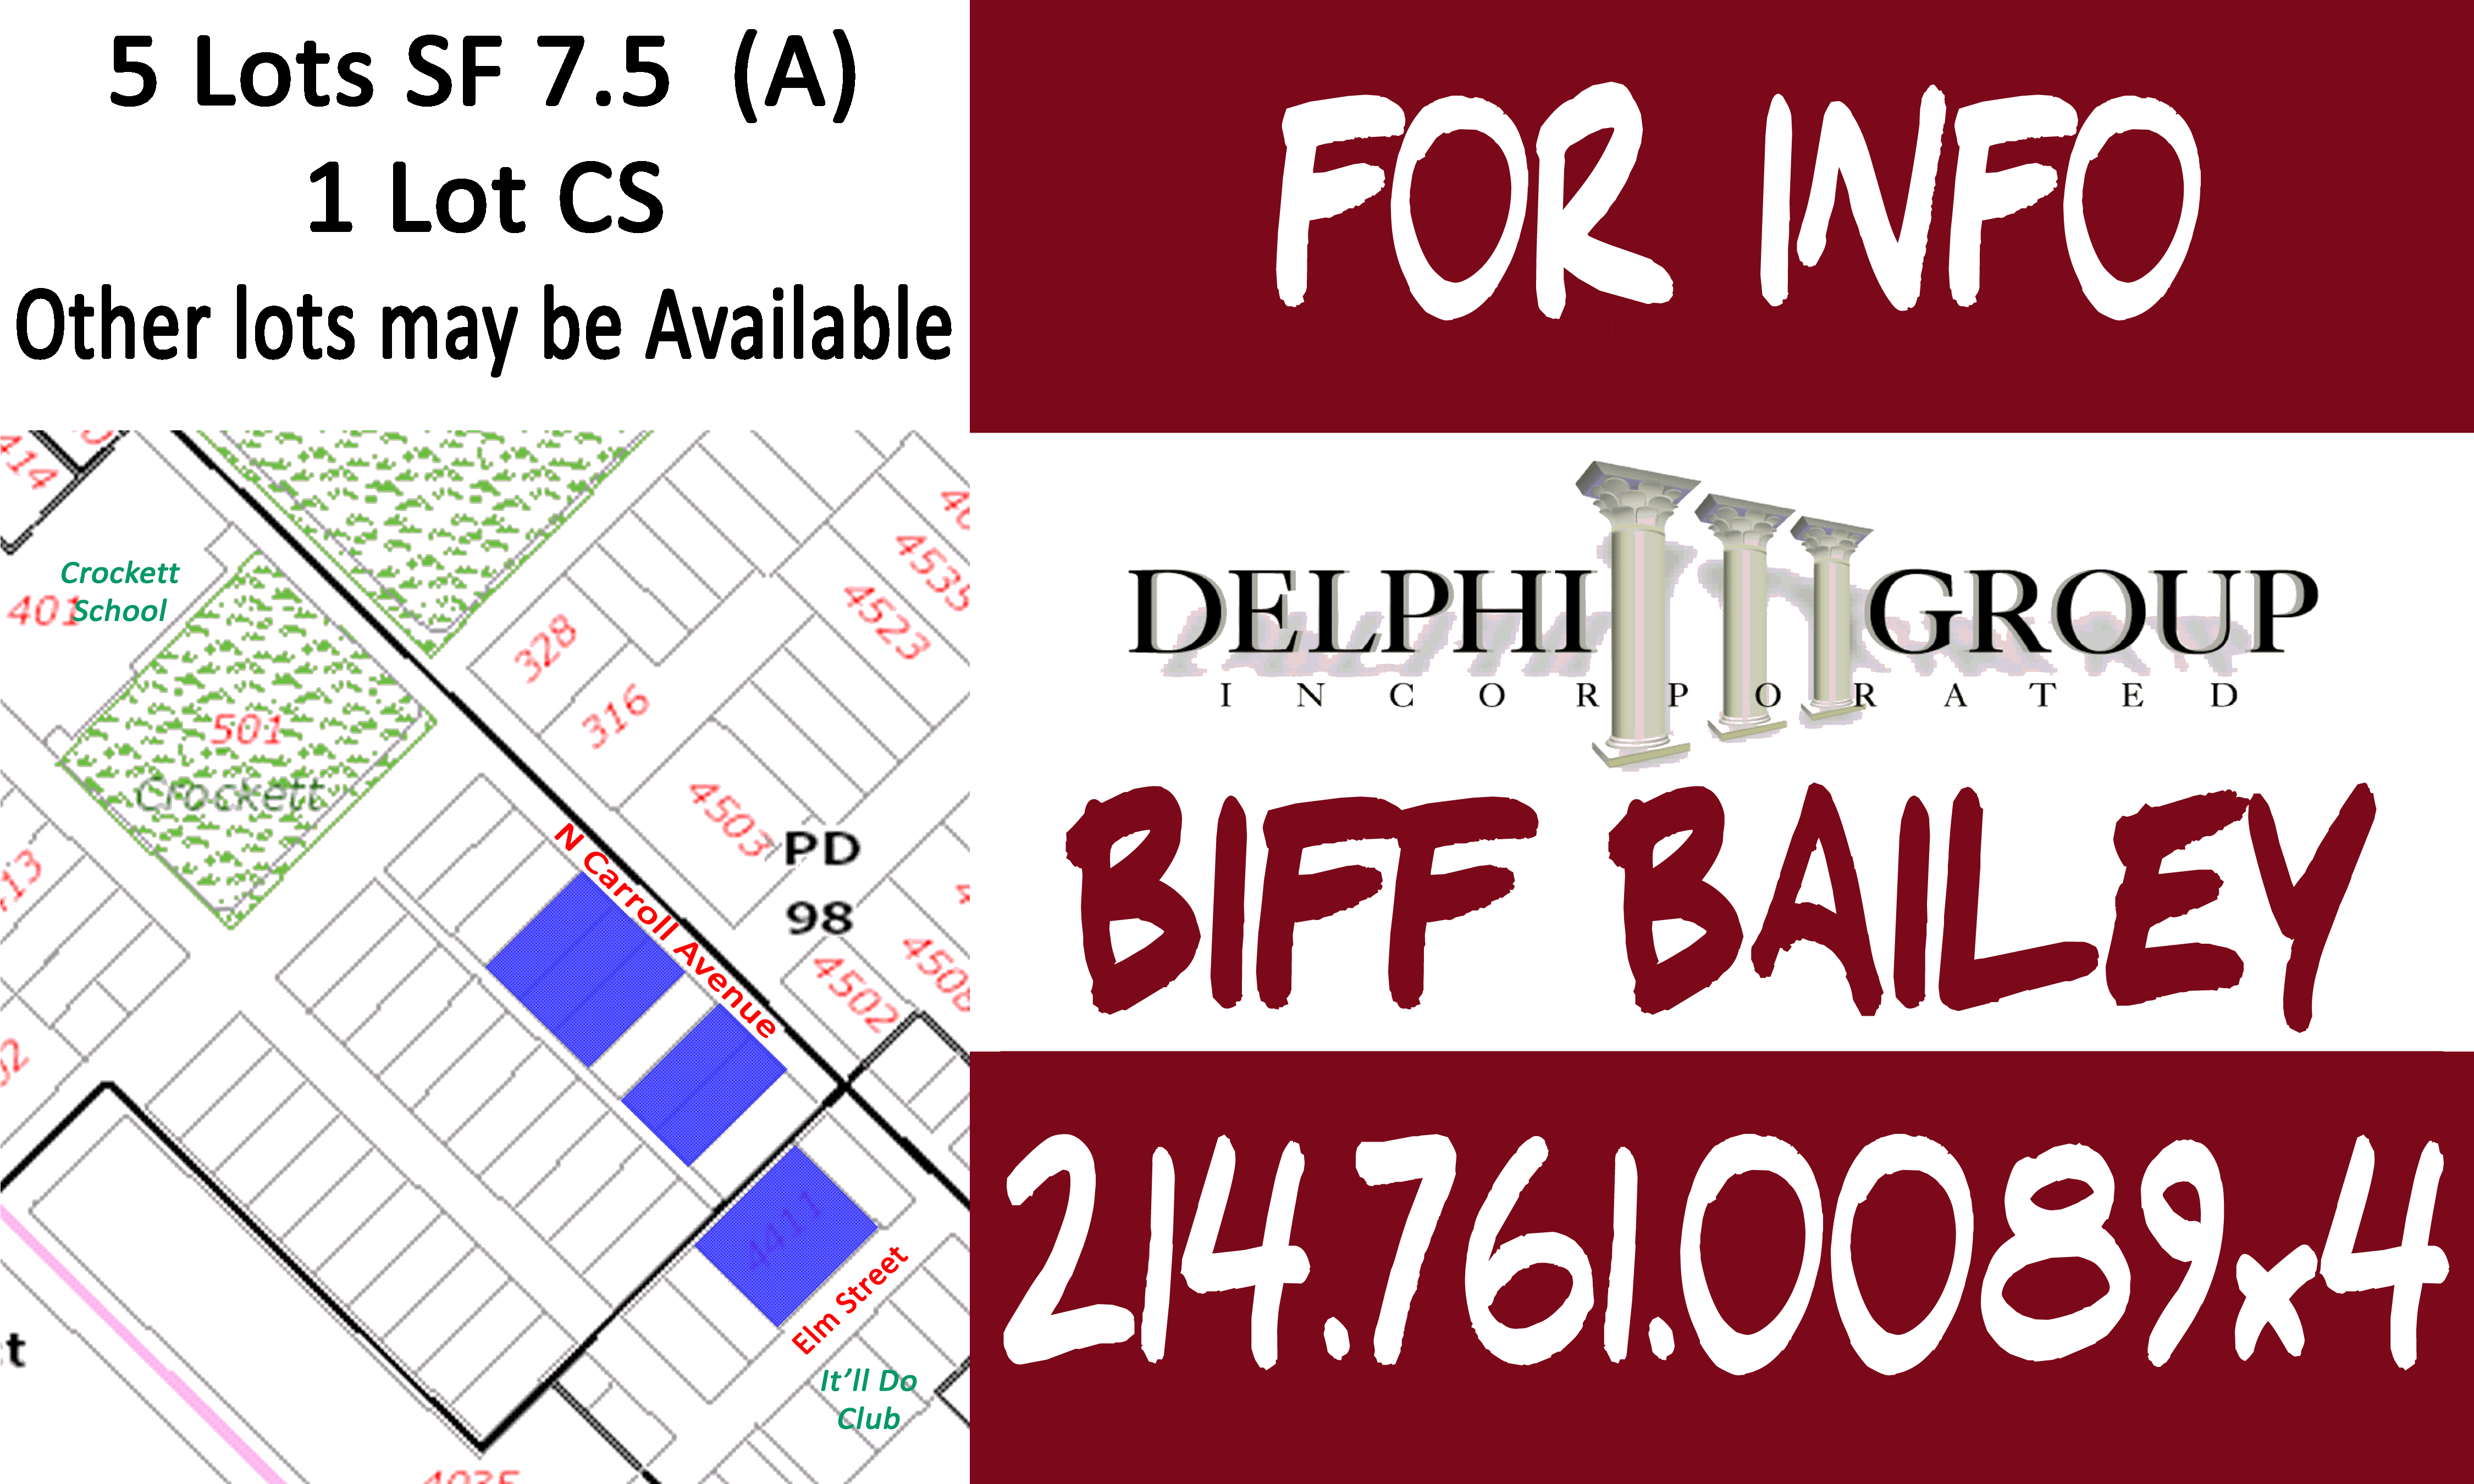 5 Lots SF 7.5 (A)
1 Lot CS
Other lots may be Available
FOR INFO
DELPHI GROUP
INCORPORATED
BIFF BAILEY
214.761.0089x4
Crockett
School
401
501
Crockett
328
316
4535
4523
4503
PD
98
N Carroll Avenue
4502
4411
Elm Street
It'll Do
Club